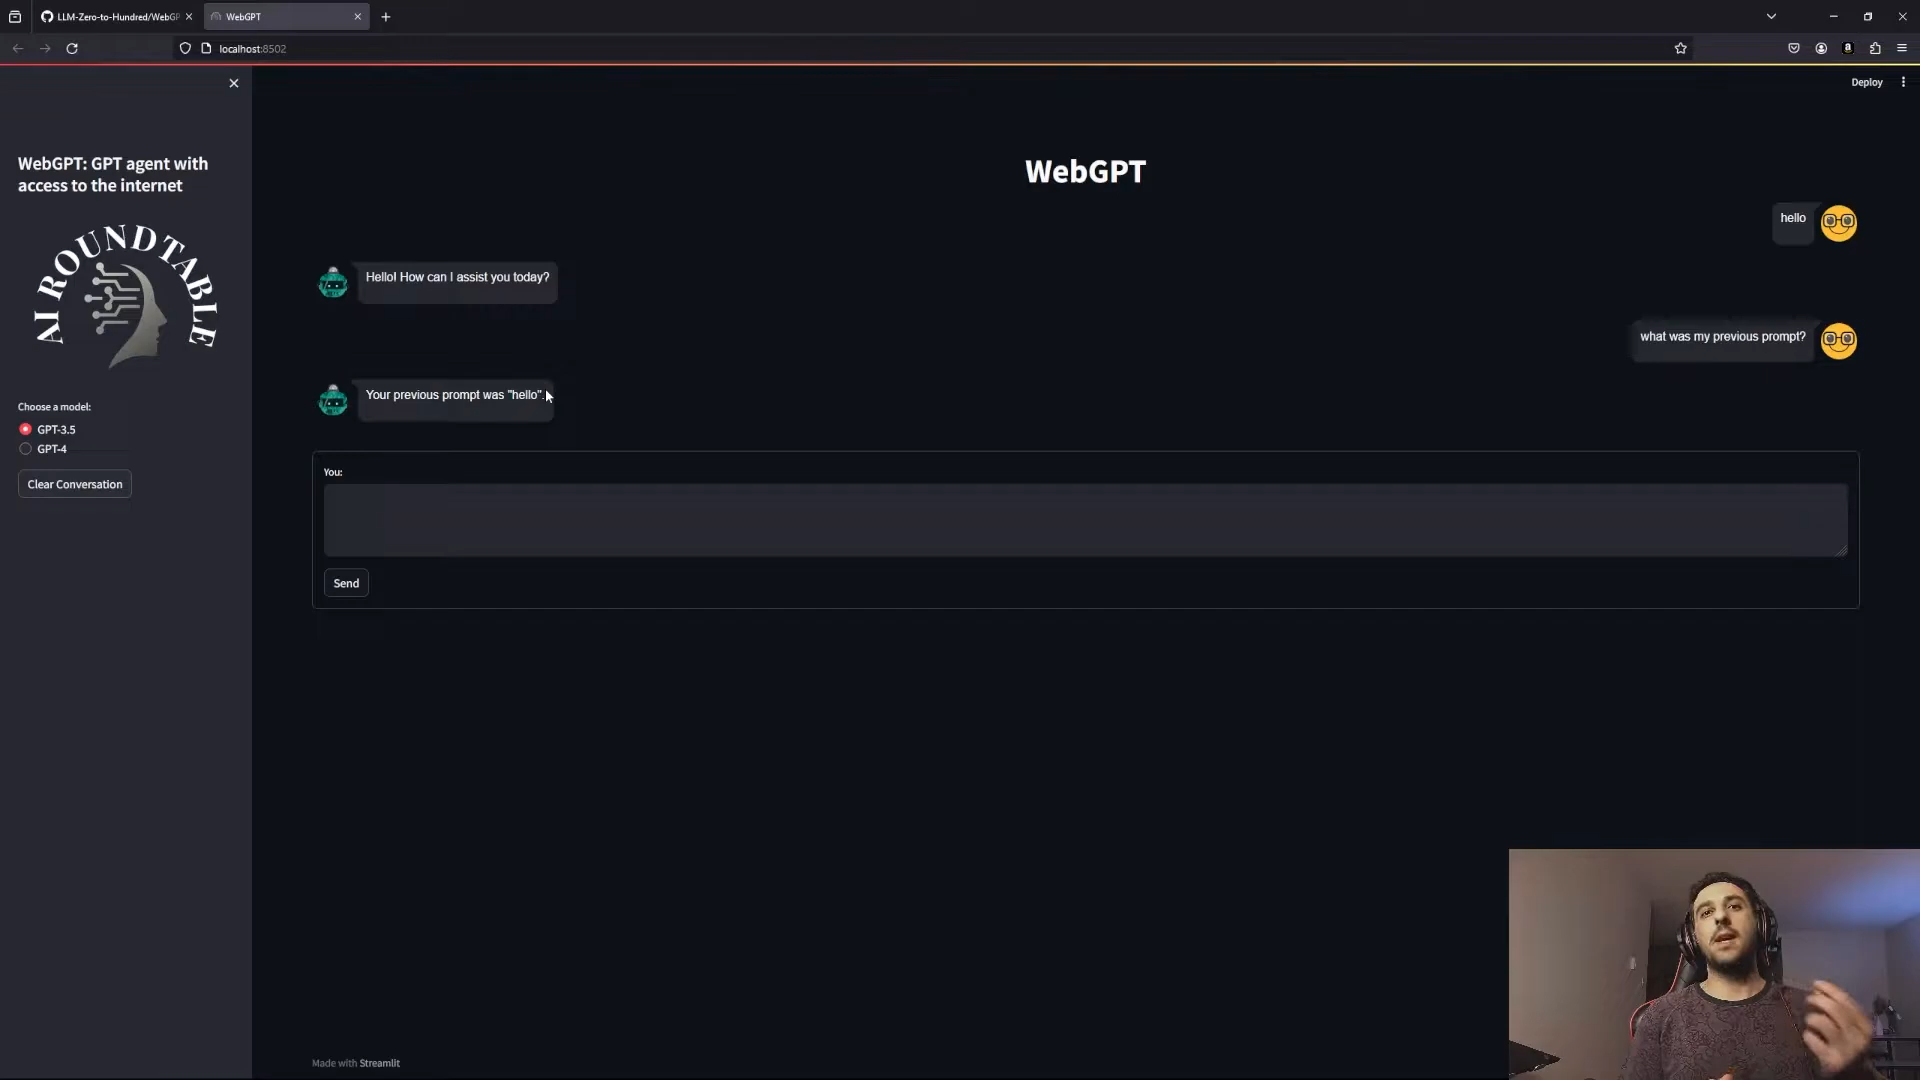 LLM-Zero-to-Hundred/WebGP
WebGPT
localhost:8502
Deploy
WebGPT: GPT agent with
access to the internet
AI ROUNDTABLE
Choose a model:
GPT-3.5
GPT-4
Clear Conversation
WebGPT
hello
Hello! How can I assist you today?
what was my previous prompt?
Your previous prompt was "hello".
You:
Send
Made with Streamlit